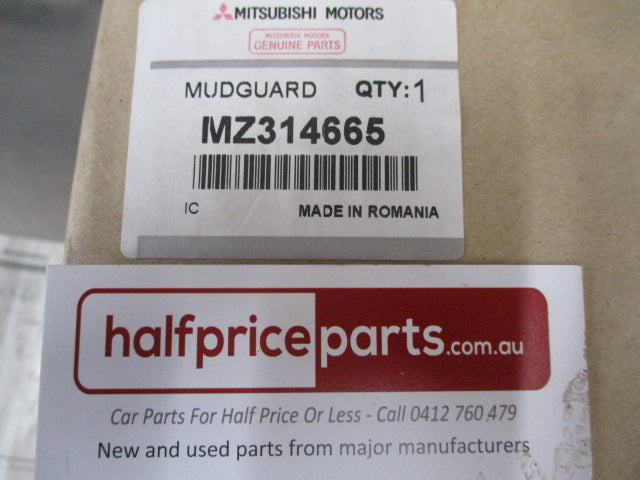 MITSUBISHI MOTORS
MITSUBISHI MOTORS
GENUINE PARTS
MUDGUARD QTY:1
MZ314665
IC MADE IN ROMANIA
halfpriceparts.com.au
Car Parts For Half Price Or Less - Call 0412 760 479
New and used parts from major manufacturers